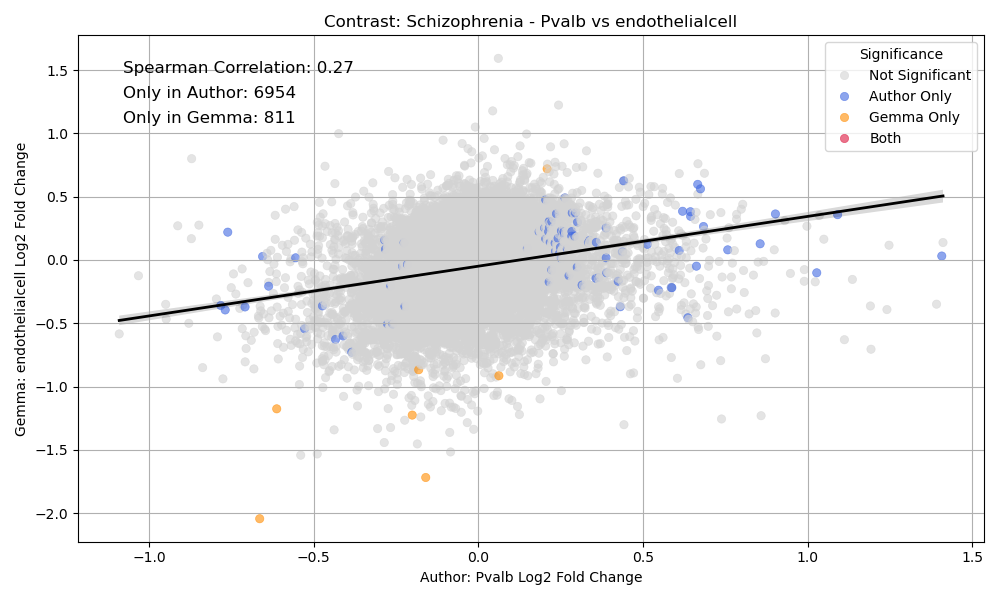 Contrast: Schizophrenia - Pvalb vs endothelialcell
Spearman Correlation: 0.27
Only in Author: 6954
Only in Gemma: 811
Significance
Not Significant
Author Only
Gemma Only
Both
Gemma: endothelialcell Log2 Fold Change
1.5
1.0
0.5
0.0
−0.5
−1.0
−1.5
−2.0
−1.0
−0.5
0.0
0.5
1.0
1.5
Author: Pvalb Log2 Fold Change